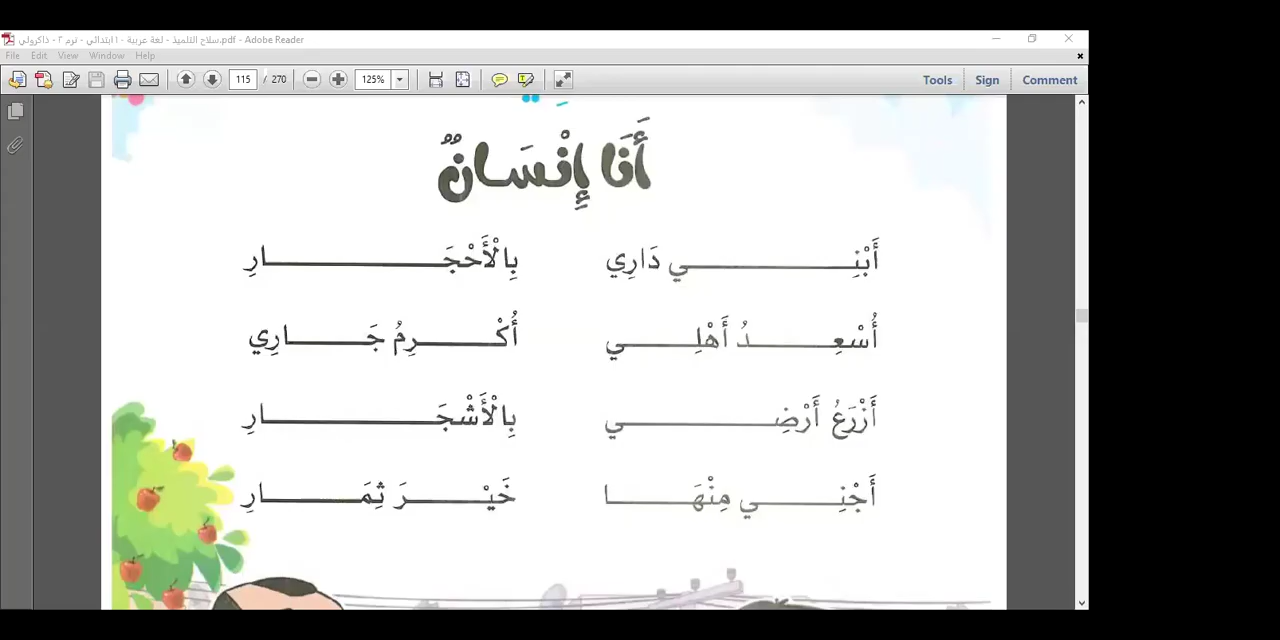 سلاح التلميذ - لغة عربية - ١ ابتدائي - ترم ٢ - ذاكرولي.pdf - Adobe Reader
File Edit View Window Help
115 / 270 125% Tools Sign Comment
أَنَا إِنْسَانٌ
أَبْنِي دَارِي بِالْأَحْجَارِ
أُسْعِدُ أَهْلِي أُكْرِمُ جَارِي
أَزْرَعُ أَرْضِي بِالْأَشْجَارِ
أَجْنِي مِنْهَا خَيْرَ ثِمَارِ